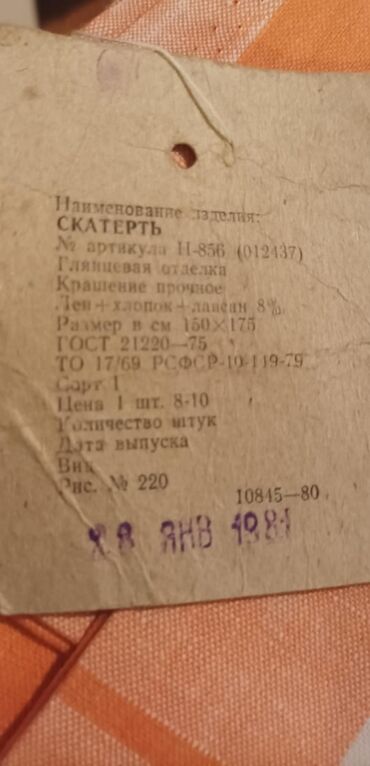 Наименование изделия:
СКАТЕРТЬ
№ артикула П-856 (012437)
Глянцевая отделка
Крашение прочное
Лен+хлопок+лавсан 8%
Размер в см 150×175
ГОСТ 21220—75
ТО 17/69 РСФСР-10-149-79
Сорт 1
Цена 1 шт. 8-10
Количество штук
Дата выпуска
Вид
Рис. № 220
10845—80
28 ЯНВ 1981